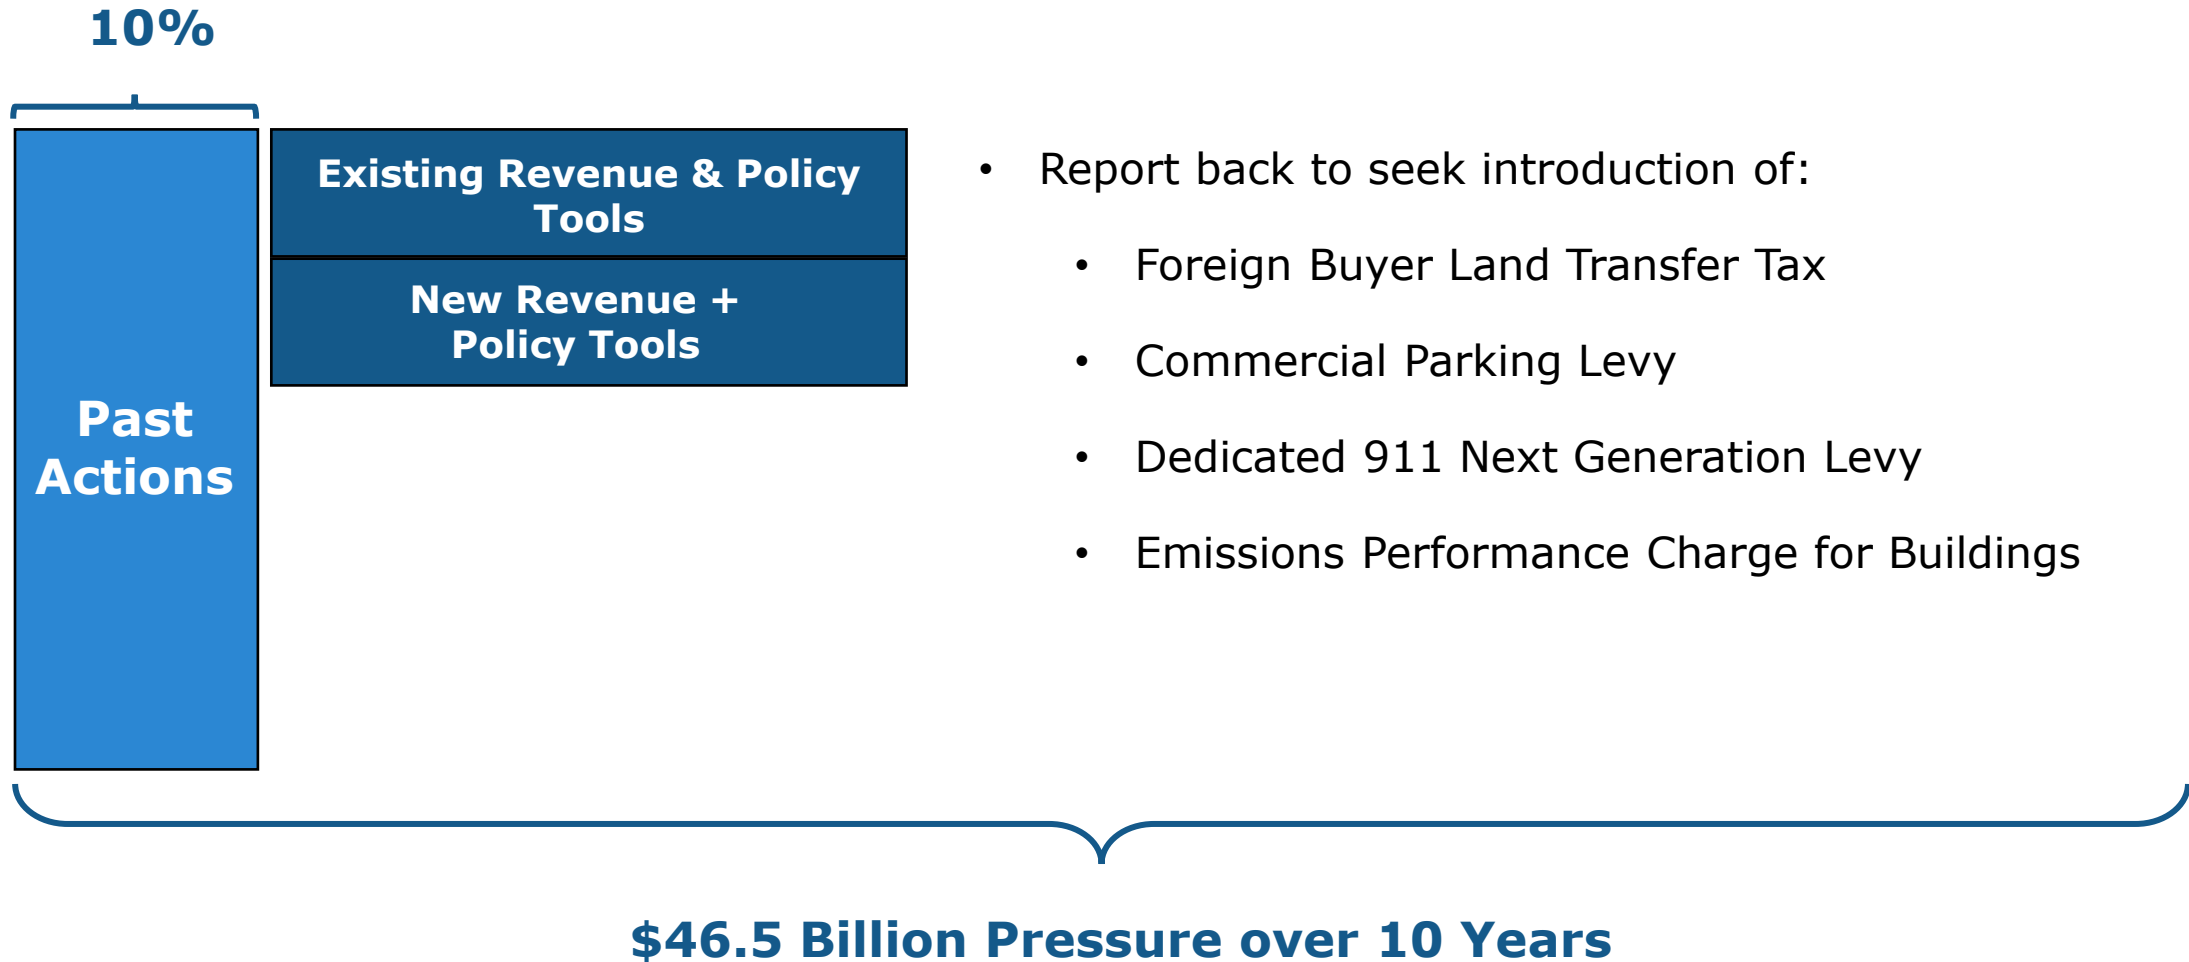 10%
Past
Actions
Existing Revenue & Policy
Tools
New Revenue +
Policy Tools
• Report back to seek introduction of:
• Foreign Buyer Land Transfer Tax
• Commercial Parking Levy
• Dedicated 911 Next Generation Levy
• Emissions Performance Charge for Buildings
$46.5 Billion Pressure over 10 Years